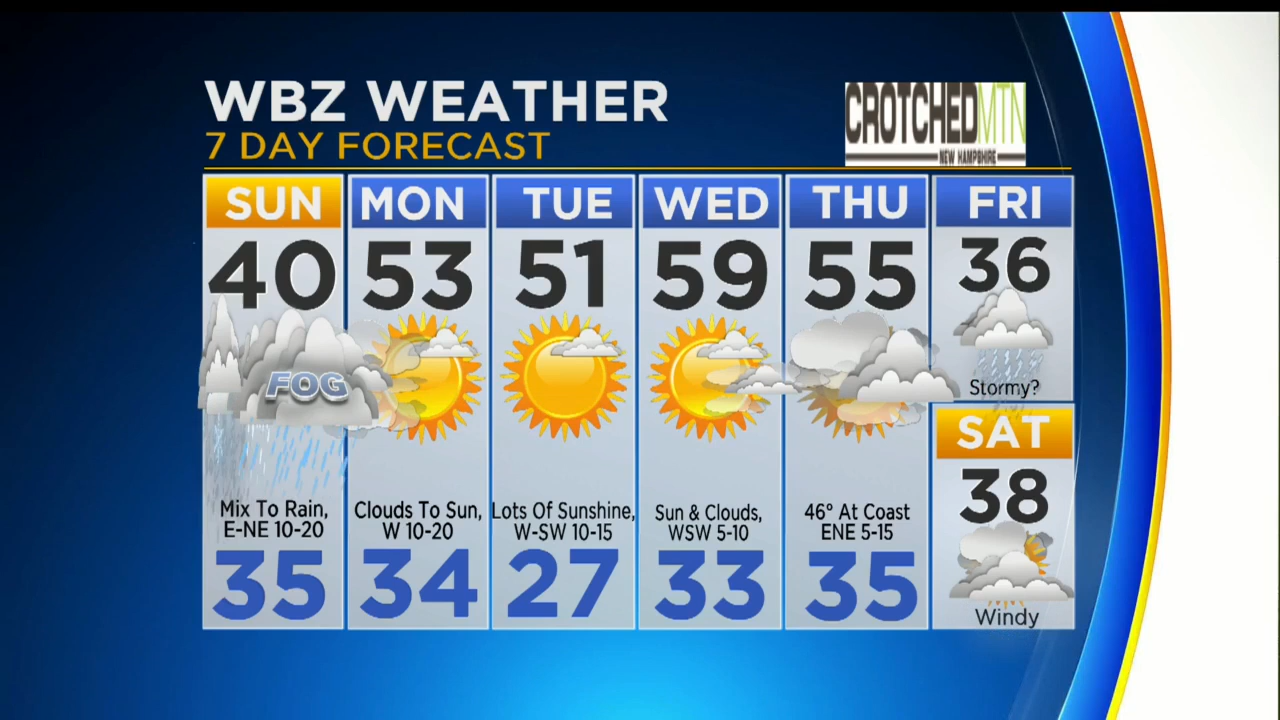 WBZ WEATHER
7 DAY FORECAST
CROTCHEDMTN
NEW HAMPSHIRE
SUN
40
FOG
Mix To Rain,
E-NE 10-20
35
MON
53
Clouds To Sun,
W 10-20
34
TUE
51
Lots Of Sunshine,
W-SW 10-15
27
WED
59
Sun & Clouds,
WSW 5-10
33
THU
55
46° At Coast
ENE 5-15
35
FRI
36
Stormy?
SAT
38
Windy